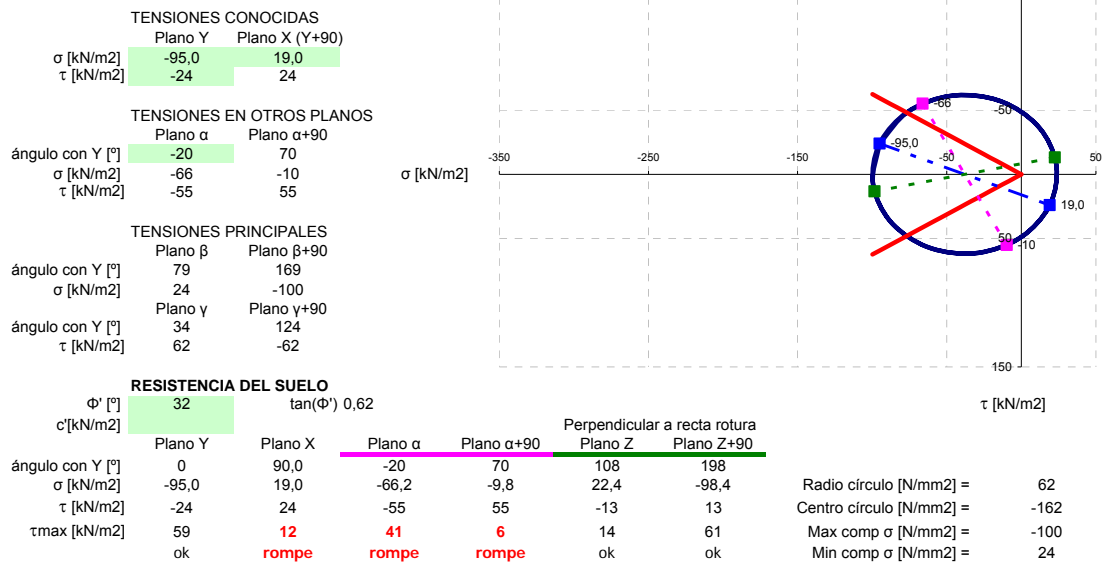 TENSIONES CONOCIDAS
Plano Y Plano X (Y+90)
σ [kN/m2] -95,0 19,0
τ [kN/m2] -24 24
TENSIONES EN OTROS PLANOS
Plano α Plano α+90
ángulo con Y [º] -20 70
σ [kN/m2] -66 -10
τ [kN/m2] -55 55
TENSIONES PRINCIPALES
Plano β Plano β+90
ángulo con Y [º] 79 169
σ [kN/m2] 24 -100
Plano γ Plano γ+90
ángulo con Y [º] 34 124
τ [kN/m2] 62 -62
-66
-50
-95,0
-350 -250 -150 -50 50
σ [kN/m2]
19,0
50
-10
150
τ [kN/m2]
RESISTENCIA DEL SUELO
Φ' [º] 32 tan(Φ') 0,62
c'[kN/m2]
Perpendicular a recta rotura
Plano Y Plano X Plano α Plano α+90 Plano Z Plano Z+90
ángulo con Y [º] 0 90,0 -20 70 108 198
σ [kN/m2] -95,0 19,0 -66,2 -9,8 22,4 -98,4 Radio círculo [N/mm2] = 62
τ [kN/m2] -24 24 -55 55 -13 13 Centro círculo [N/mm2] = -162
τmax [kN/m2] 59 12 41 6 14 61 Max comp σ [N/mm2] = -100
ok rompe rompe rompe ok ok Min comp σ [N/mm2] = 24